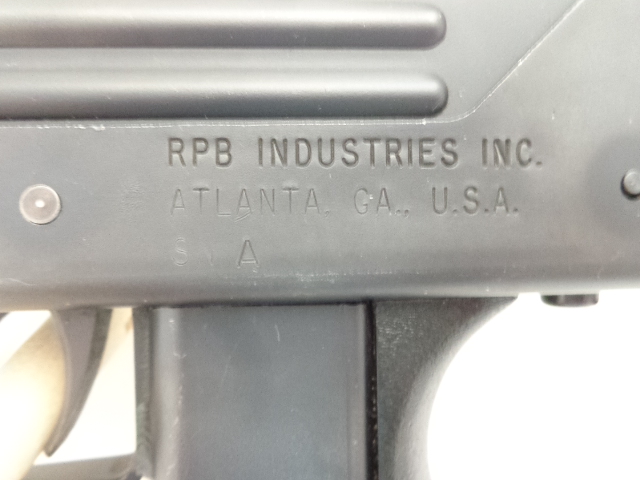 RPB INDUSTRIES INC.
ATLANTA. GA., U.S.A.
A